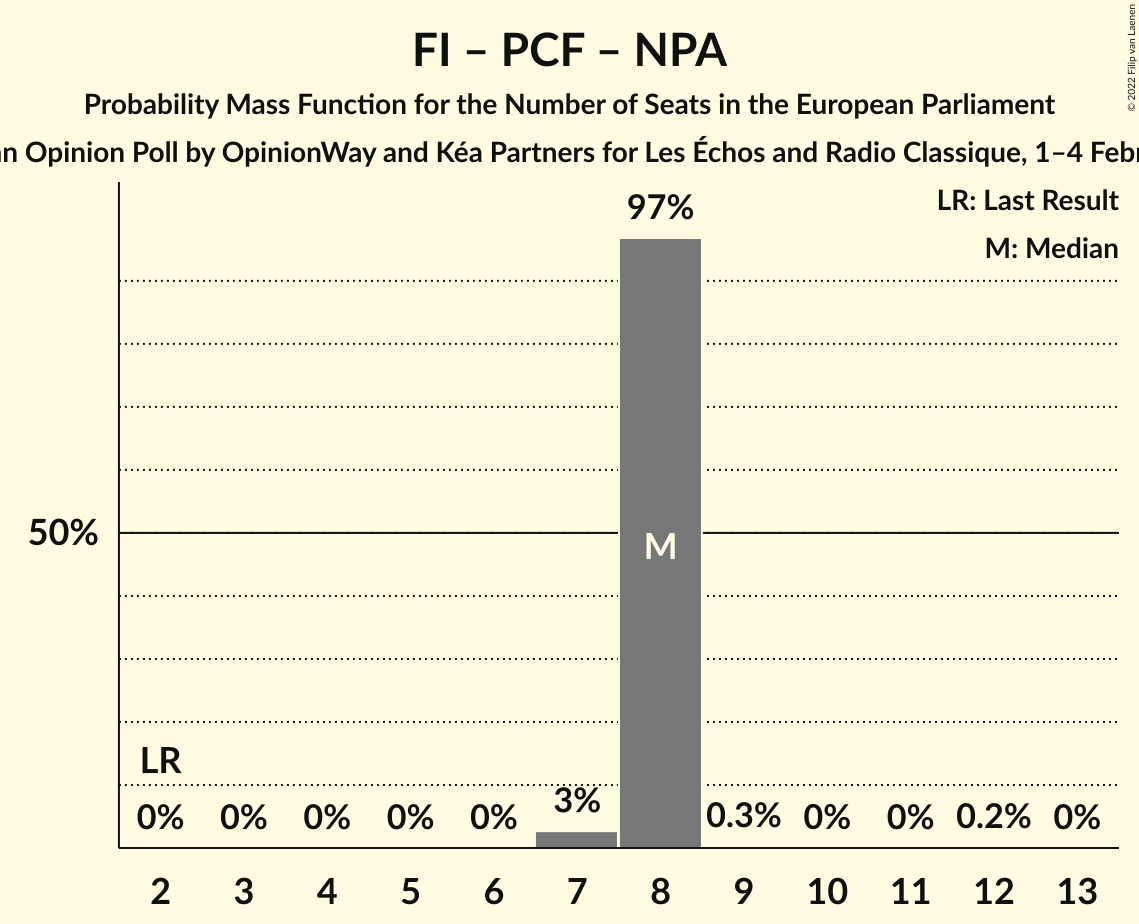 FI – PCF – NPA
Probability Mass Function for the Number of Seats in the European Parliament
an Opinion Poll by OpinionWay and Kéa Partners for Les Échos and Radio Classique, 1–4 Febr
© 2022 Filip van Laenen
LR: Last Result
M: Median
97%
50%
M
LR
0% 0% 0% 0% 0% 3% 0.3% 0% 0% 0.2% 0%
2 3 4 5 6 7 8 9 10 11 12 13